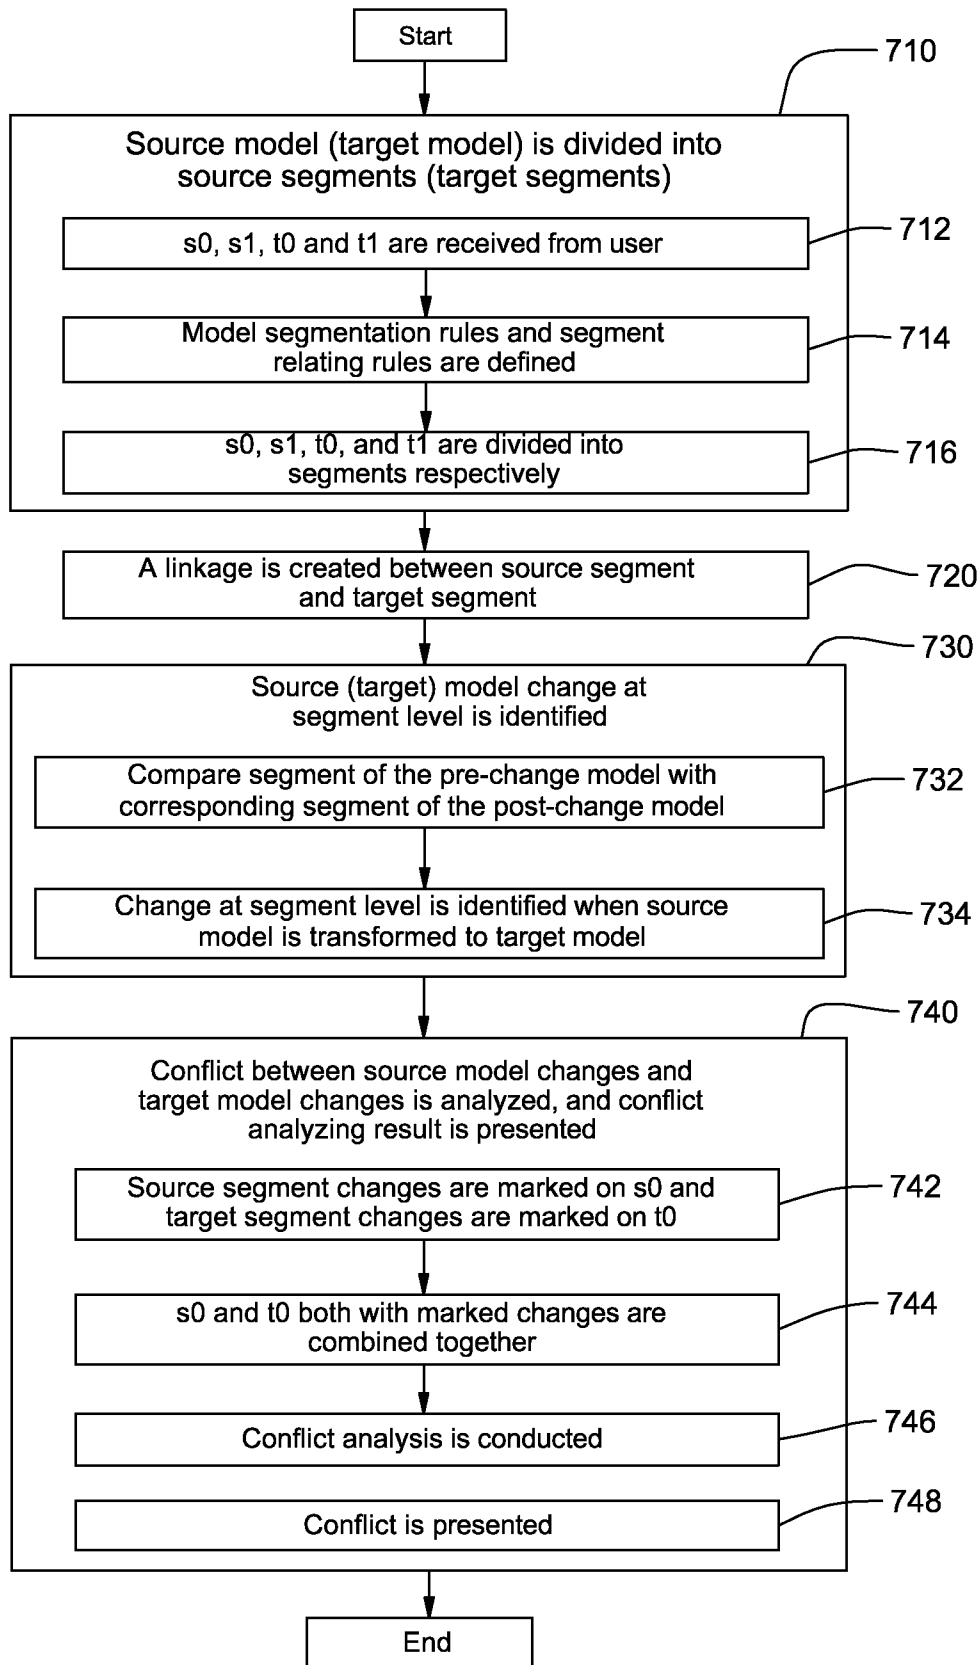 Start
710
Source model (target model) is divided into
source segments (target segments)
s0, s1, t0 and t1 are received from user
712
Model segmentation rules and segment
relating rules are defined
714
s0, s1, t0, and t1 are divided into
segments respectively
716
A linkage is created between source segment
and target segment
720
730
Source (target) model change at
segment level is identified
Compare segment of the pre-change model with
corresponding segment of the post-change model
732
Change at segment level is identified when source
model is transformed to target model
734
740
Conflict between source model changes and
target model changes is analyzed, and conflict
analyzing result is presented
Source segment changes are marked on s0 and
target segment changes are marked on t0
742
s0 and t0 both with marked changes are
combined together
744
Conflict analysis is conducted
746
Conflict is presented
748
End